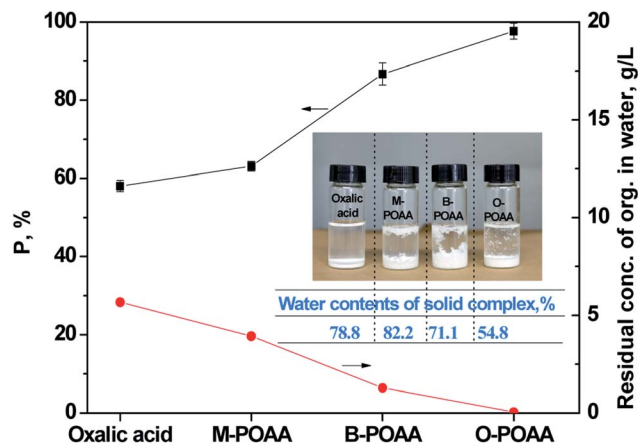 100
80
60
40
20
0
P, %
20
15
10
5
0
Residual conc. of org. in water, g/L
Oxalic acid
M-POAA
B-POAA
O-POAA
Oxalic
acid
M-
POAA
B-
POAA
O-
POAA
Water contents of solid complex,%
78.8 82.2 71.1 54.8